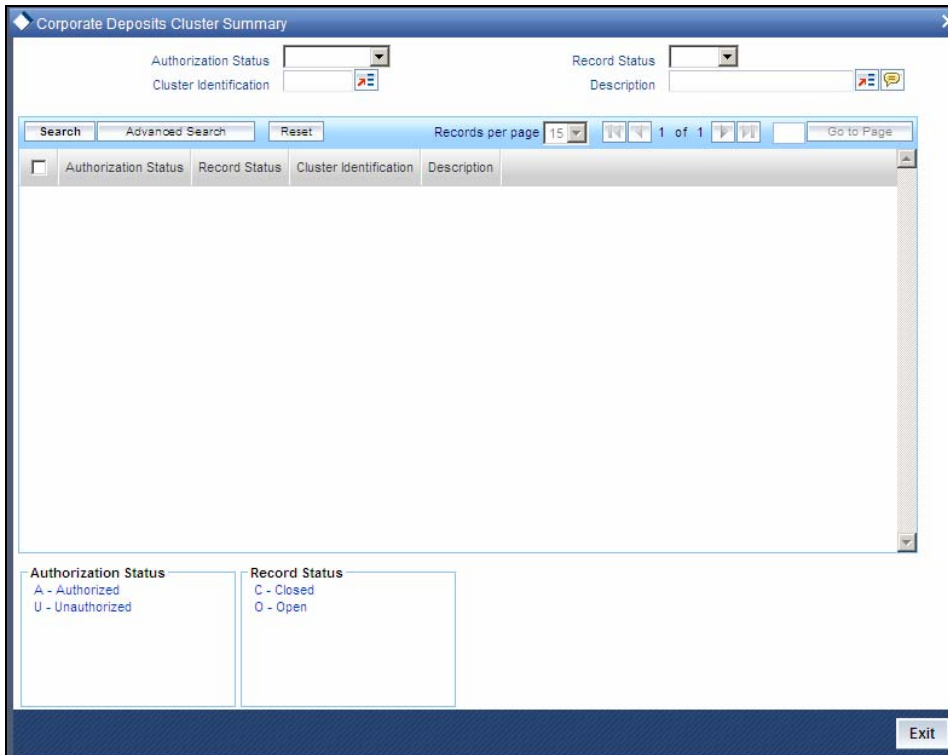 Corporate Deposits Cluster Summary
Authorization Status
Record Status
Cluster Identification
Description
Search Advanced Search Reset Records per page 15 1 of 1 Go to Page
Authorization Status Record Status Cluster Identification Description
Authorization Status
A - Authorized
U - Unauthorized
Record Status
C - Closed
O - Open
Exit